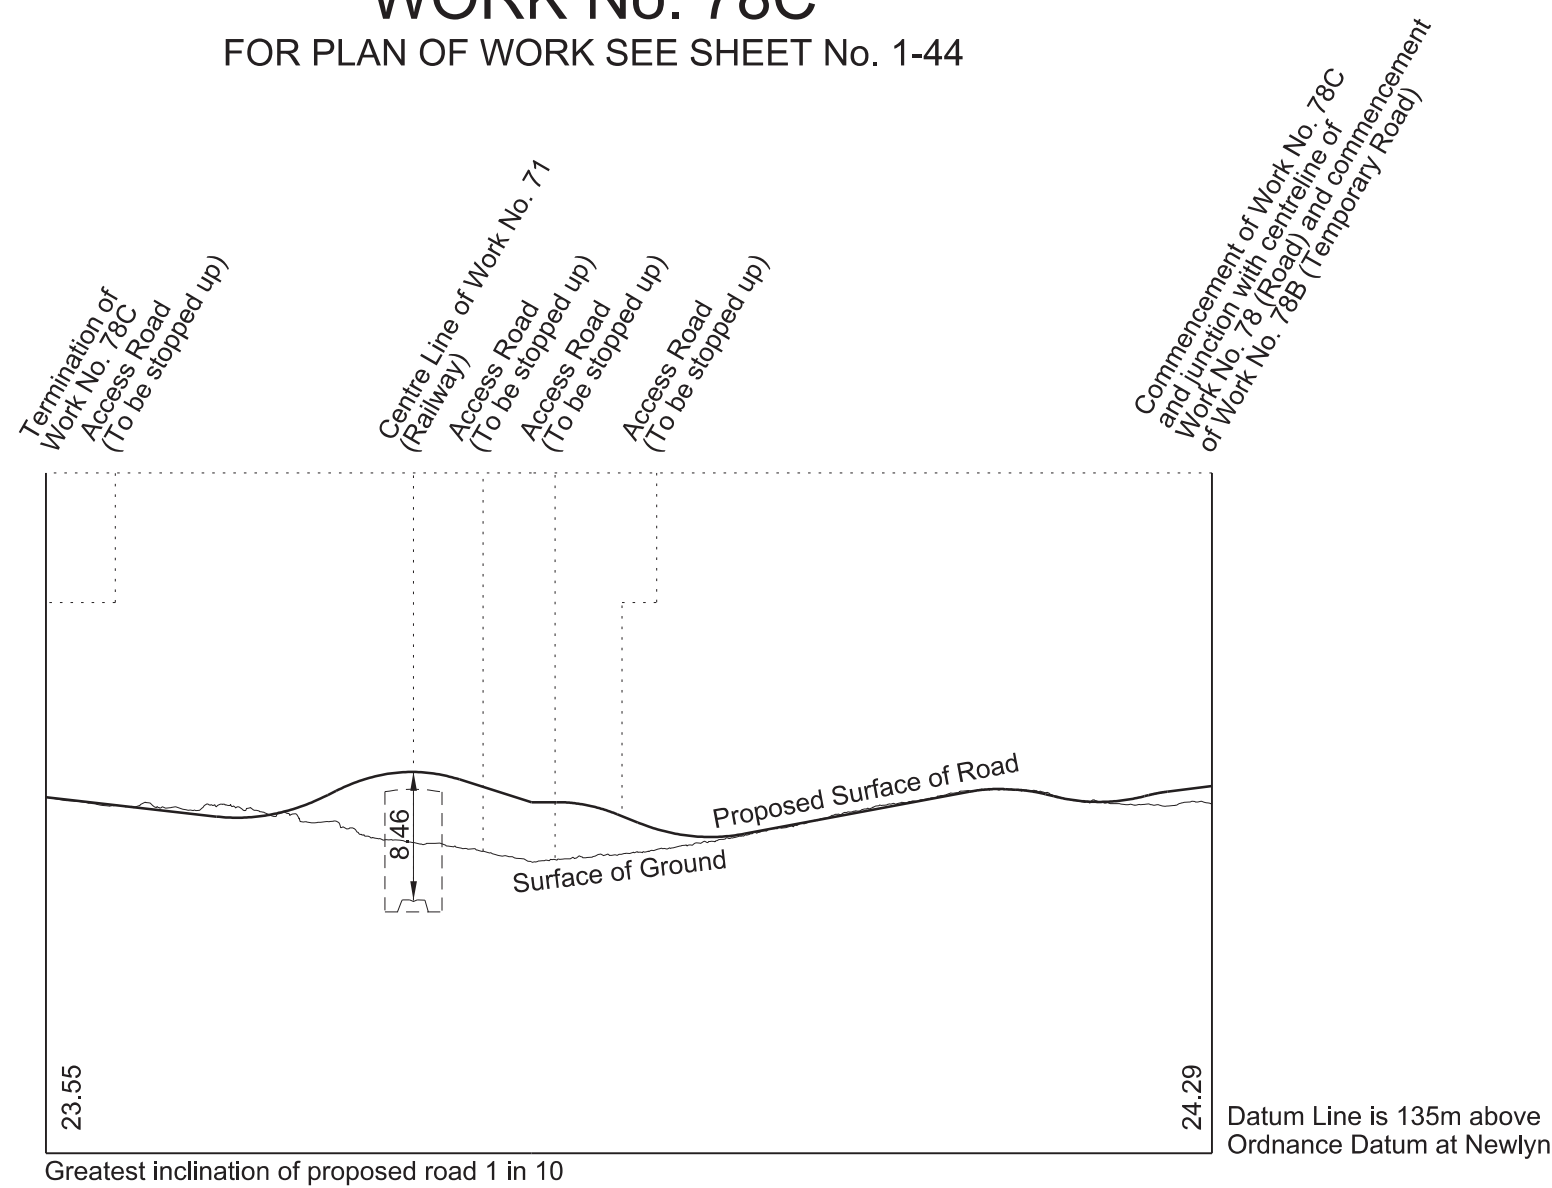 WORK No. 78C
FOR PLAN OF WORK SEE SHEET No. 1-44
Termination of
Work No. 78C
Access Road
(To be stopped up)
Centre Line of Work No. 71
(Railway)
Access Road
(To be stopped up)
Access Road
(To be stopped up)
Access Road
(To be stopped up)
Commencement of Work No. 78C
and junction with centreline of
Work No. 78 (Road) and commencement
of Work No. 78B (Temporary Road)
Proposed Surface of Road
8.46
Surface of Ground
23.55
24.29
Datum Line is 135m above
Ordnance Datum at Newlyn
Greatest inclination of proposed road 1 in 10